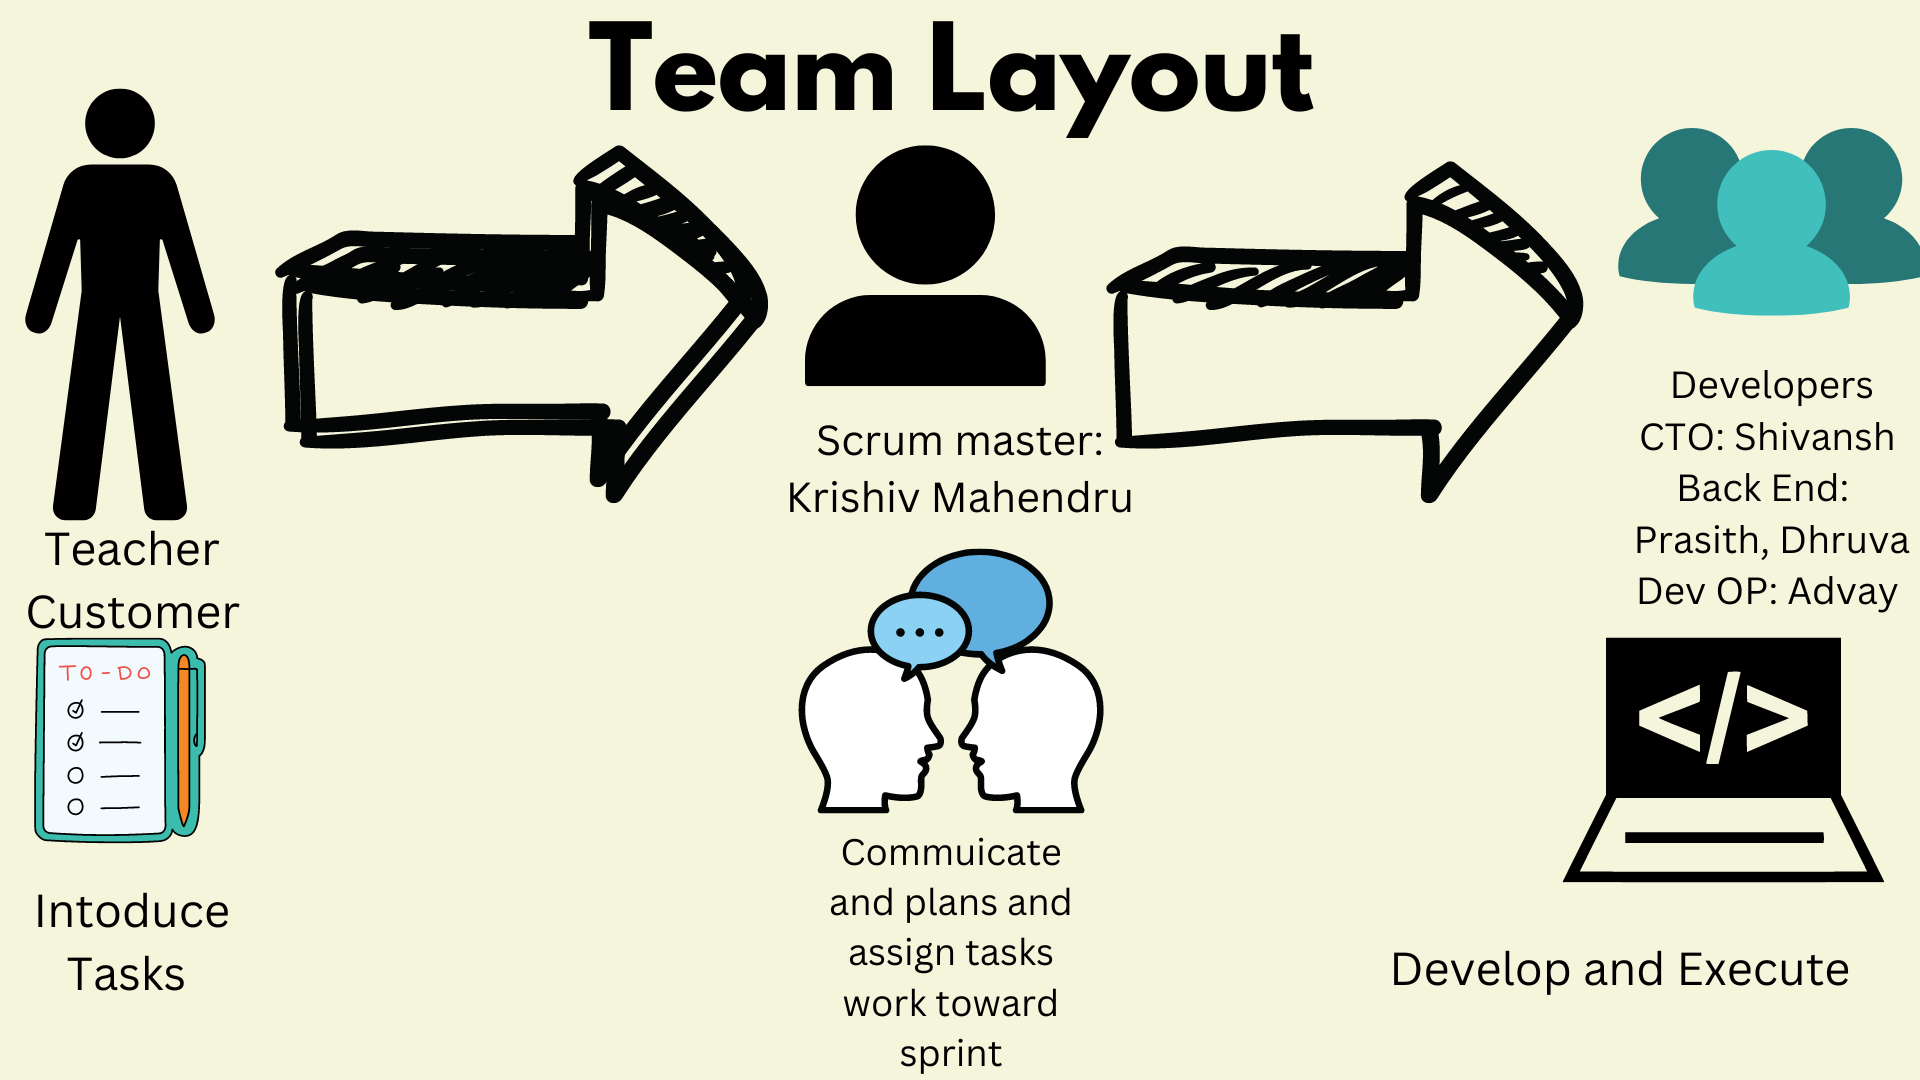 Team Layout
Teacher
Customer
TO-DO
Intoduce
Tasks
Scrum master:
Krishiv Mahendru
...
Commuicate
and plans and
assign tasks
work toward
sprint
Developers
CTO: Shivansh
Back End:
Prasith, Dhruva
Dev OP: Advay
</>
Develop and Execute